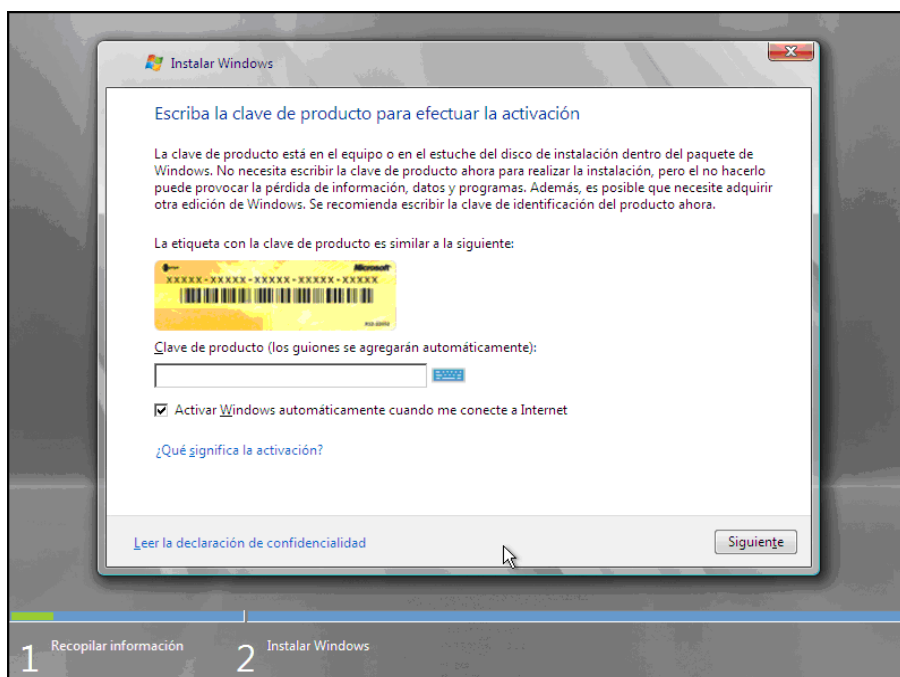 Instalar Windows
Escriba la clave de producto para efectuar la activación
La clave de producto está en el equipo o en el estuche del disco de instalación dentro del paquete de
Windows. No necesita escribir la clave de producto ahora para realizar la instalación, pero el no hacerlo
puede provocar la pérdida de información, datos y programas. Además, es posible que necesite adquirir
otra edición de Windows. Se recomienda escribir la clave de identificación del producto ahora.
La etiqueta con la clave de producto es similar a la siguiente:
Microsoft
XXXXX-XXXXX-XXXXX-XXXXX-XXXXX
Clave de producto (los guiones se agregarán automáticamente):
Activar Windows automáticamente cuando me conecte a Internet
¿Qué significa la activación?
Leer la declaración de confidencialidad
Siguiente
1 Recopilar información
2 Instalar Windows